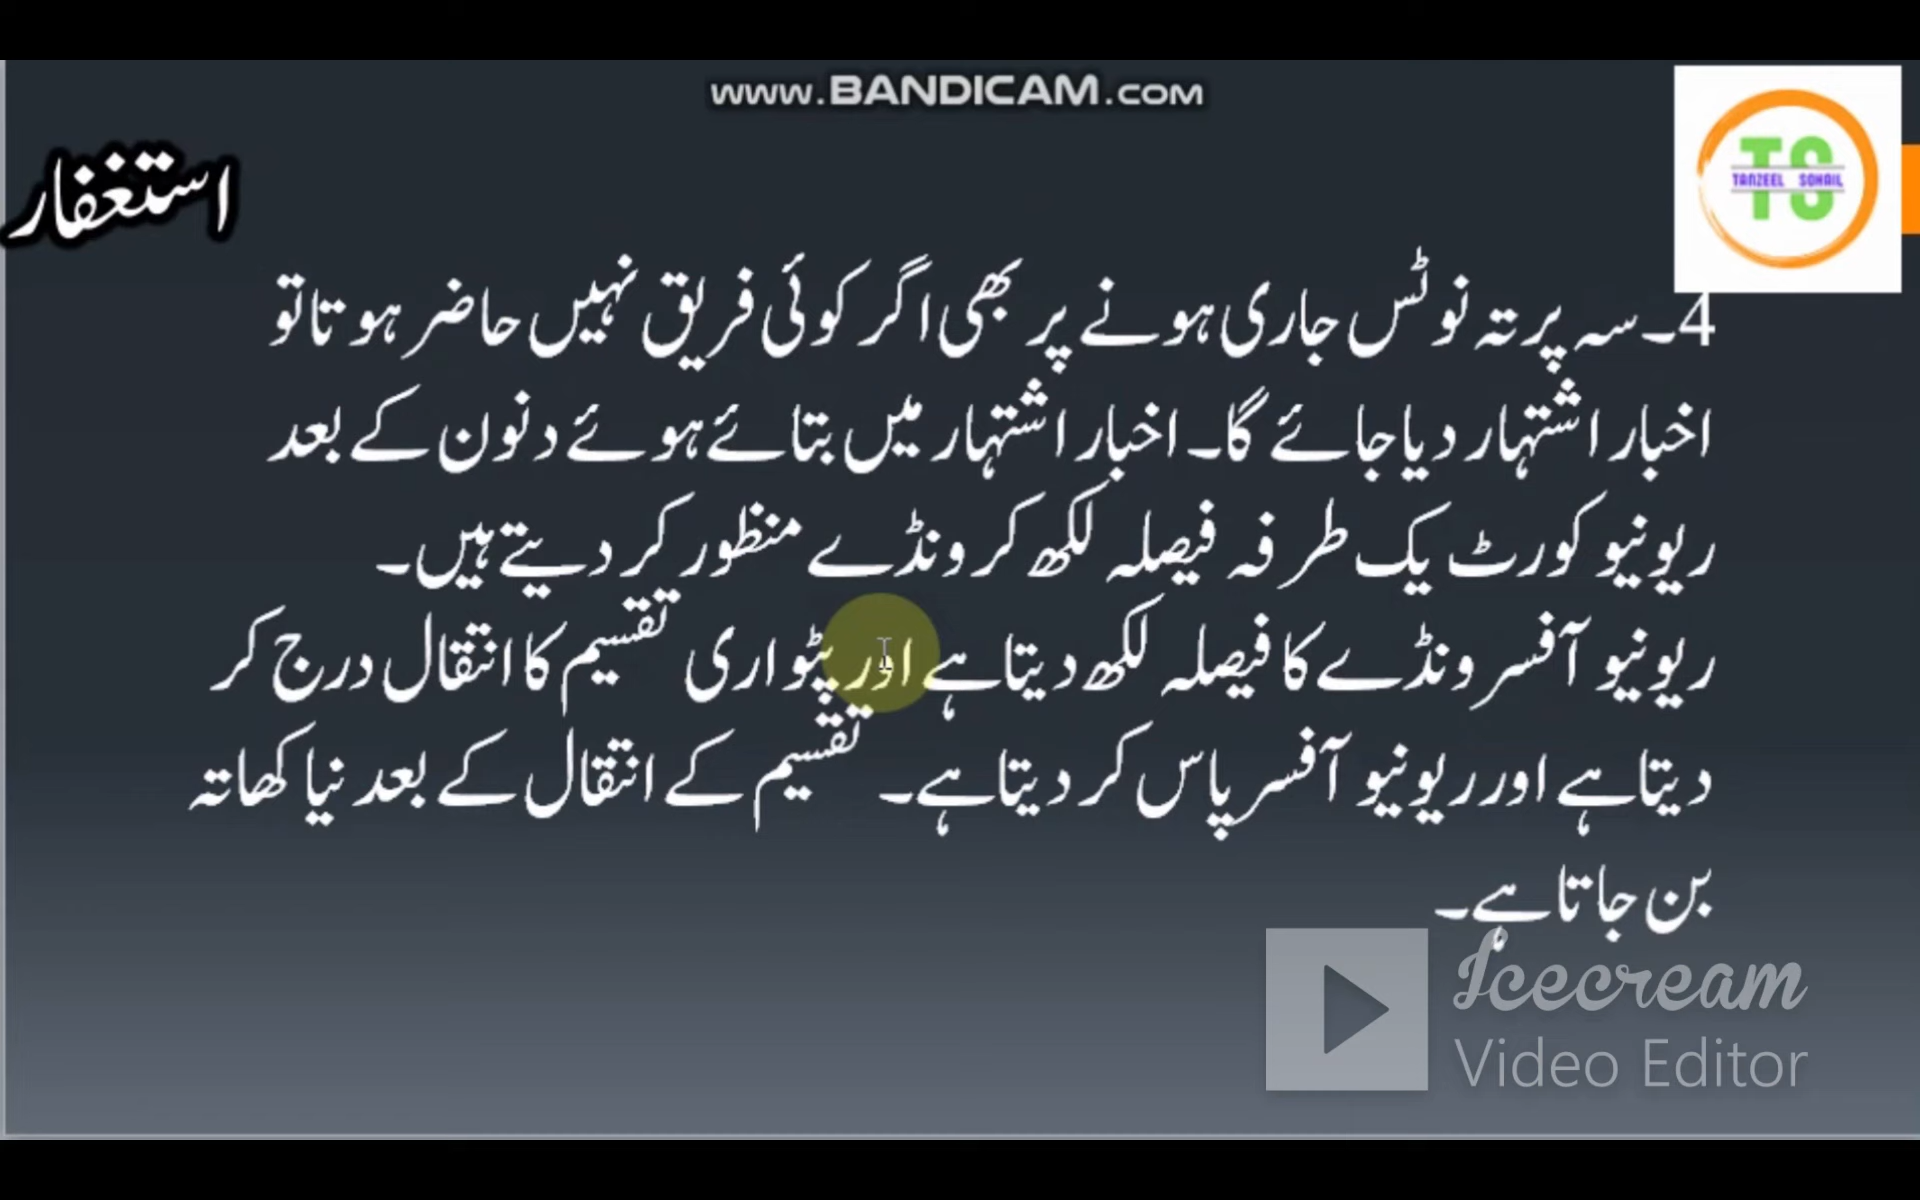 www.BANDICAM.com
TS
TANZEEL SOHAIL
استغفار
4۔سہ پرتہ نوٹس جاری ہونے پر بھی اگر کوئی فریق نہیں حاضر ہوتا تو
اخبار اشتہار دیا جائے گا۔ اخبار اشتہار میں بتائے ہوئے دنون کے بعد
ریونیو کورٹ یک طرفہ فیصلہ لکھ کر ونڈے منظور کر دیتے ہیں۔
ریونیو آفسر ونڈے کا فیصلہ لکھ دیتا ہے اور پٹواری تقسیم کا انتقال درج کر
دیتا ہے اور ریونیو آفسر پاس کر دیتا ہے۔ تقسیم کے انتقال کے بعد نیا کھاتہ
بن جاتا ہے۔
Icecream
Video Editor